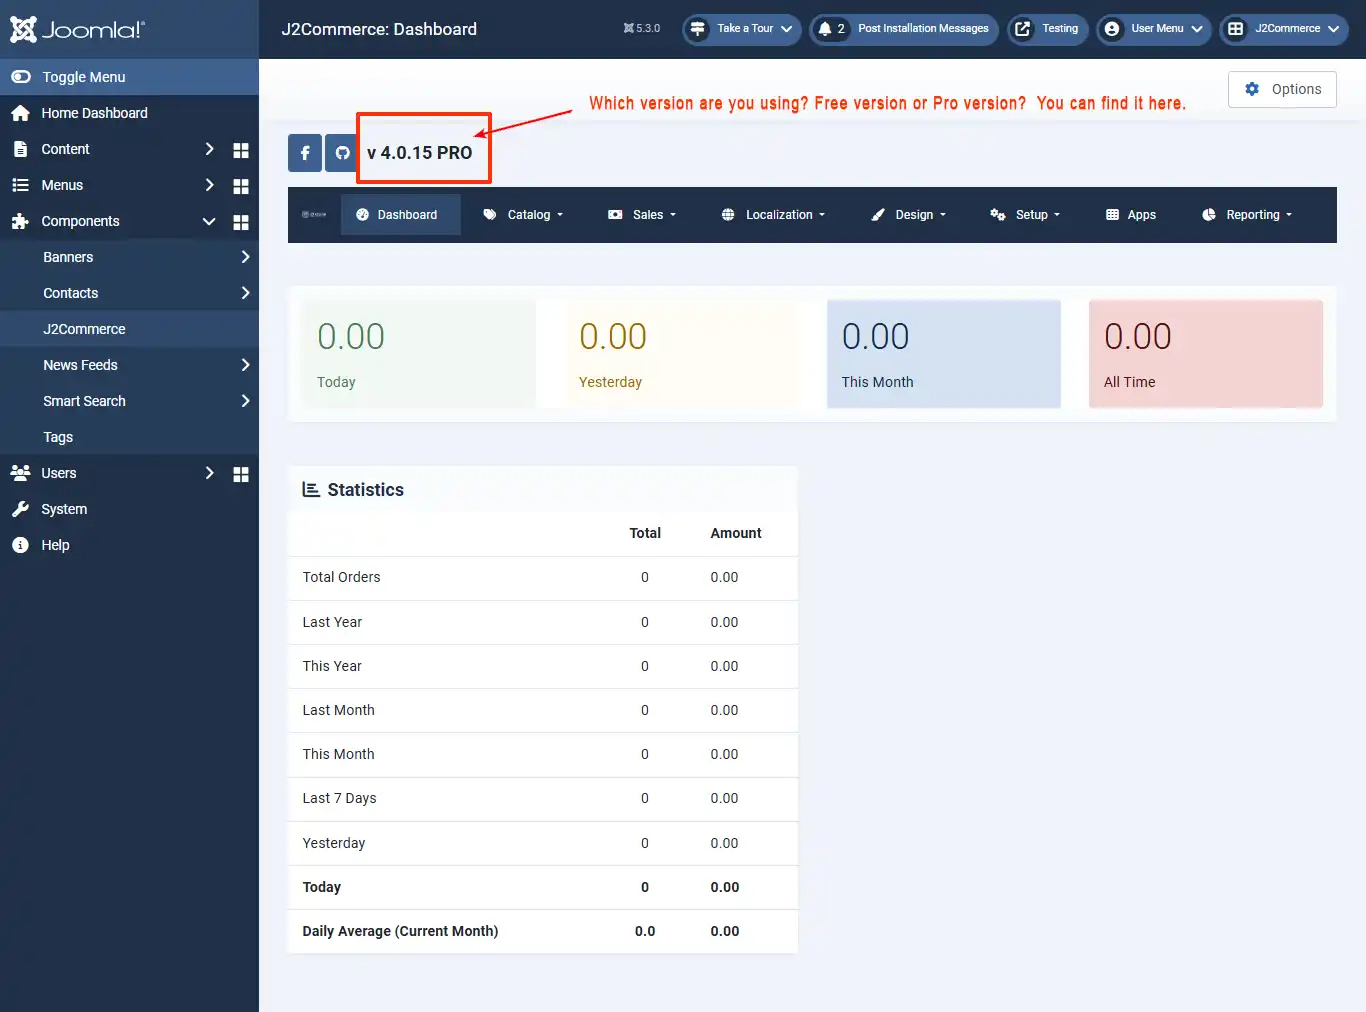 Joomla!
J2Commerce: Dashboard
5.3.0
Take a Tour
2 Post Installation Messages
Testing
User Menu
J2Commerce
Toggle Menu
Home Dashboard
Content
Menus
Components
Banners
Contacts
J2Commerce
News Feeds
Smart Search
Tags
Users
System
Help
Which version are you using? Free version or Pro version? You can find it here.
Options
v 4.0.15 PRO
Dashboard
Catalog
Sales
Localization
Design
Setup
Apps
Reporting
0.00
Today
0.00
Yesterday
0.00
This Month
0.00
All Time
Statistics
Total Amount
Total Orders 0 0.00
Last Year 0 0.00
This Year 0 0.00
Last Month 0 0.00
This Month 0 0.00
Last 7 Days 0 0.00
Yesterday 0 0.00
Today 0 0.00
Daily Average (Current Month) 0.0 0.00